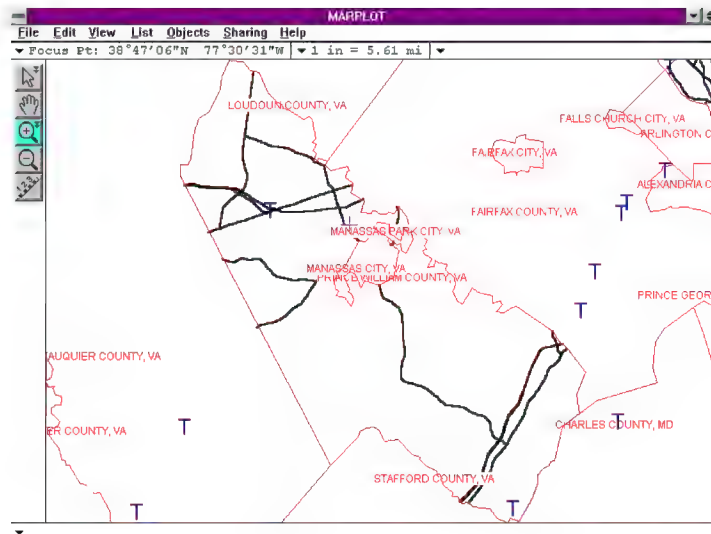 MARPLOT
File Edit View List Objects Sharing Help
Focus Pt: 38°47'06"N 77°30'31"W 1 in = 5.61 mi
LOUDOUN COUNTY, VA
FALLS CHURCH CITY, VA
ARLINGTON C
FAIRFAX CITY, VA
ALEXANDRIA C
FAIRFAX COUNTY, VA
MANASSAS PARK CITY, VA
MANASSAS CITY, VA
PRINCE WILLIAM COUNTY, VA
PRINCE GEOR
AUQUIER COUNTY, VA
CHARLES COUNTY, MD
ER COUNTY, VA
STAFFORD COUNTY, VA
T
T
T
T
T
T
T
T
T
T
1 2 3